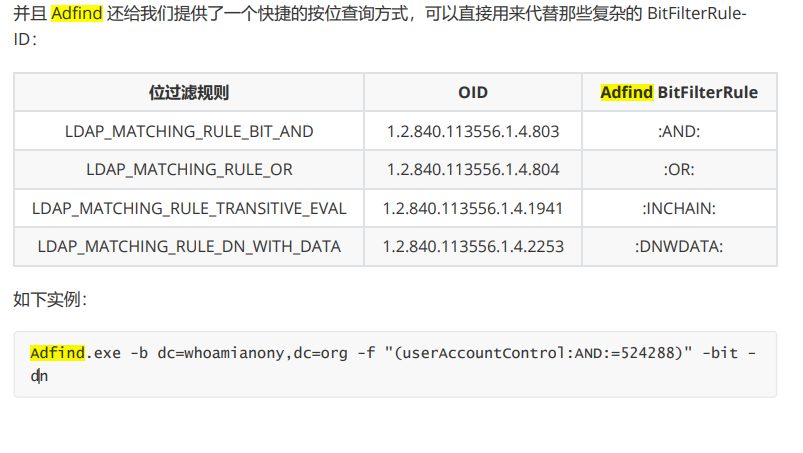 并且 Adfind 还给我们提供了一个快捷的按位查询方式，可以直接用来代替那些复杂的 BitFilterRule-
ID：
位过滤规则 OID Adfind BitFilterRule
LDAP_MATCHING_RULE_BIT_AND 1.2.840.113556.1.4.803 :AND:
LDAP_MATCHING_RULE_OR 1.2.840.113556.1.4.804 :OR:
LDAP_MATCHING_RULE_TRANSITIVE_EVAL 1.2.840.113556.1.4.1941 :INCHAIN:
LDAP_MATCHING_RULE_DN_WITH_DATA 1.2.840.113556.1.4.2253 :DNWDATA:
如下实例：
Adfind.exe -b dc=whoamianony,dc=org -f "(userAccountControl:AND:=524288)" -bit -
dn